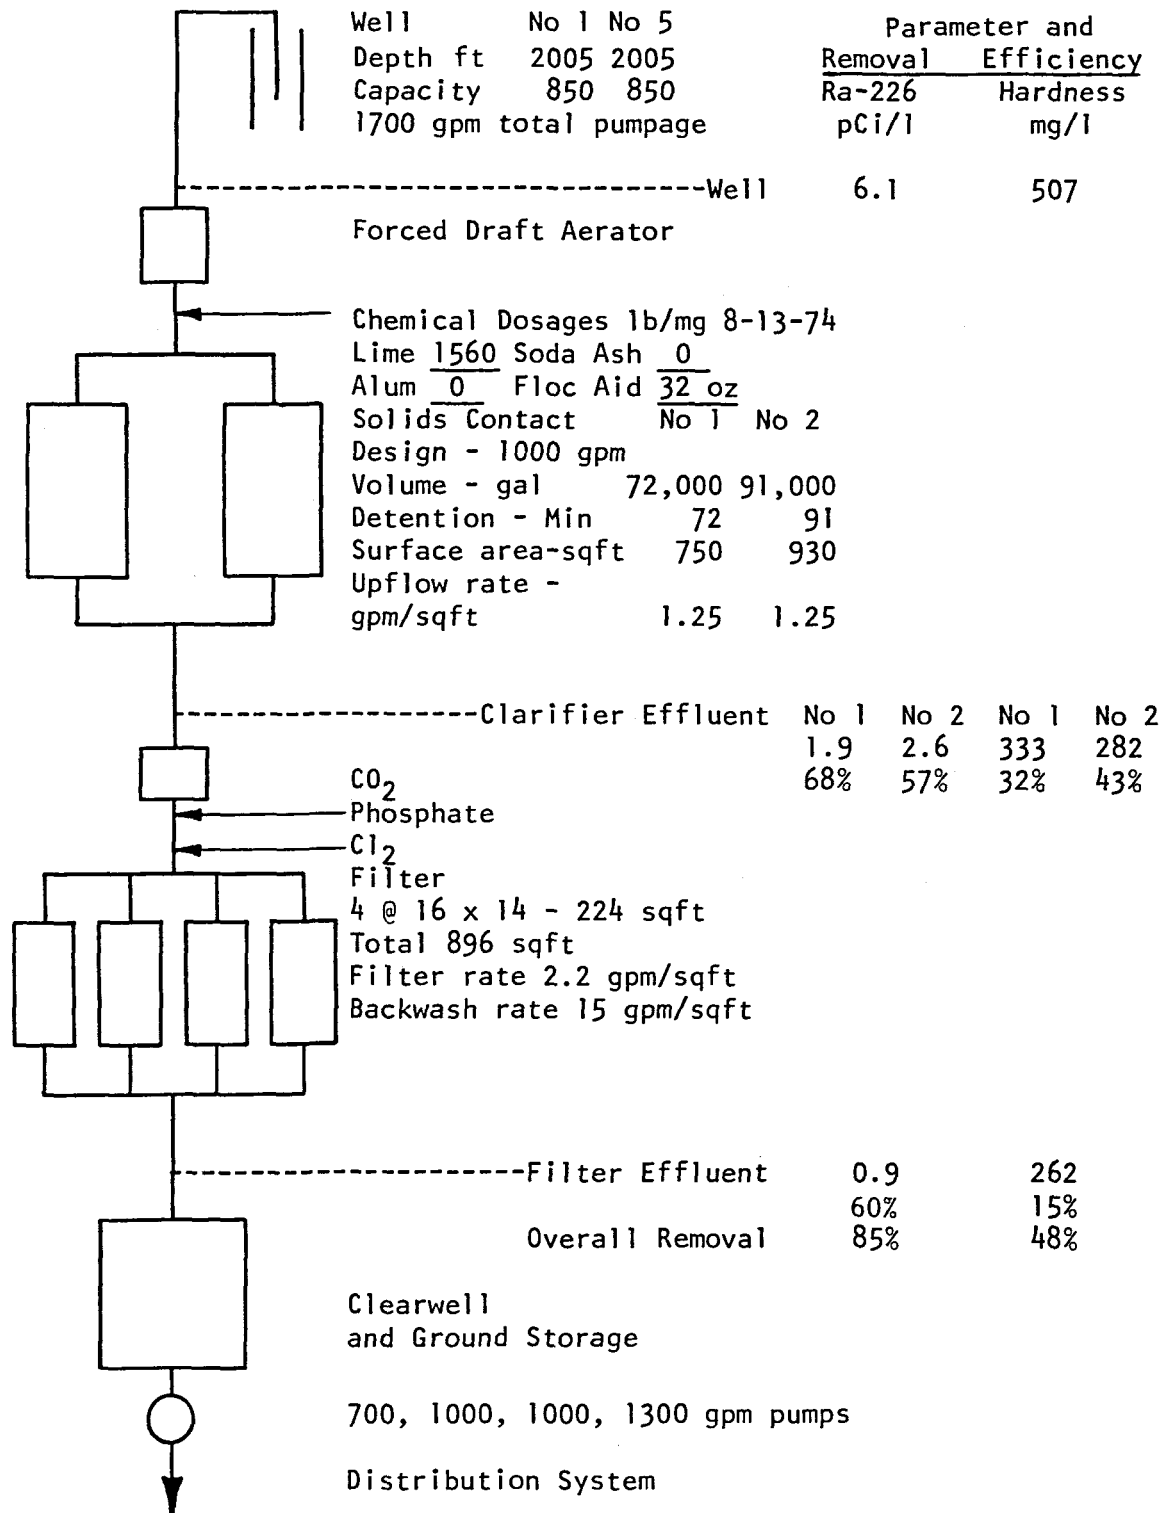 Well No 1 No 5
Depth ft 2005 2005
Capacity 850 850
1700 gpm total pumpage
Parameter and
Removal Efficiency
Ra-226 Hardness
pCi/l mg/l
Well 6.1 507
Forced Draft Aerator
Chemical Dosages lb/mg 8-13-74
Lime 1560 Soda Ash 0
Alum 0 Floc Aid 32 oz
Solids Contact No 1 No 2
Design - 1000 gpm
Volume - gal 72,000 91,000
Detention - Min 72 91
Surface area-sqft 750 930
Upflow rate -
gpm/sqft 1.25 1.25
Clarifier Effluent No 1 No 2 No 1 No 2
1.9 2.6 333 282
68% 57% 32% 43%
CO2
Phosphate
Cl2
Filter
4 @ 16 x 14 - 224 sqft
Total 896 sqft
Filter rate 2.2 gpm/sqft
Backwash rate 15 gpm/sqft
Filter Effluent 0.9 262
60% 15%
Overall Removal 85% 48%
Clearwell
and Ground Storage
700, 1000, 1000, 1300 gpm pumps
Distribution System